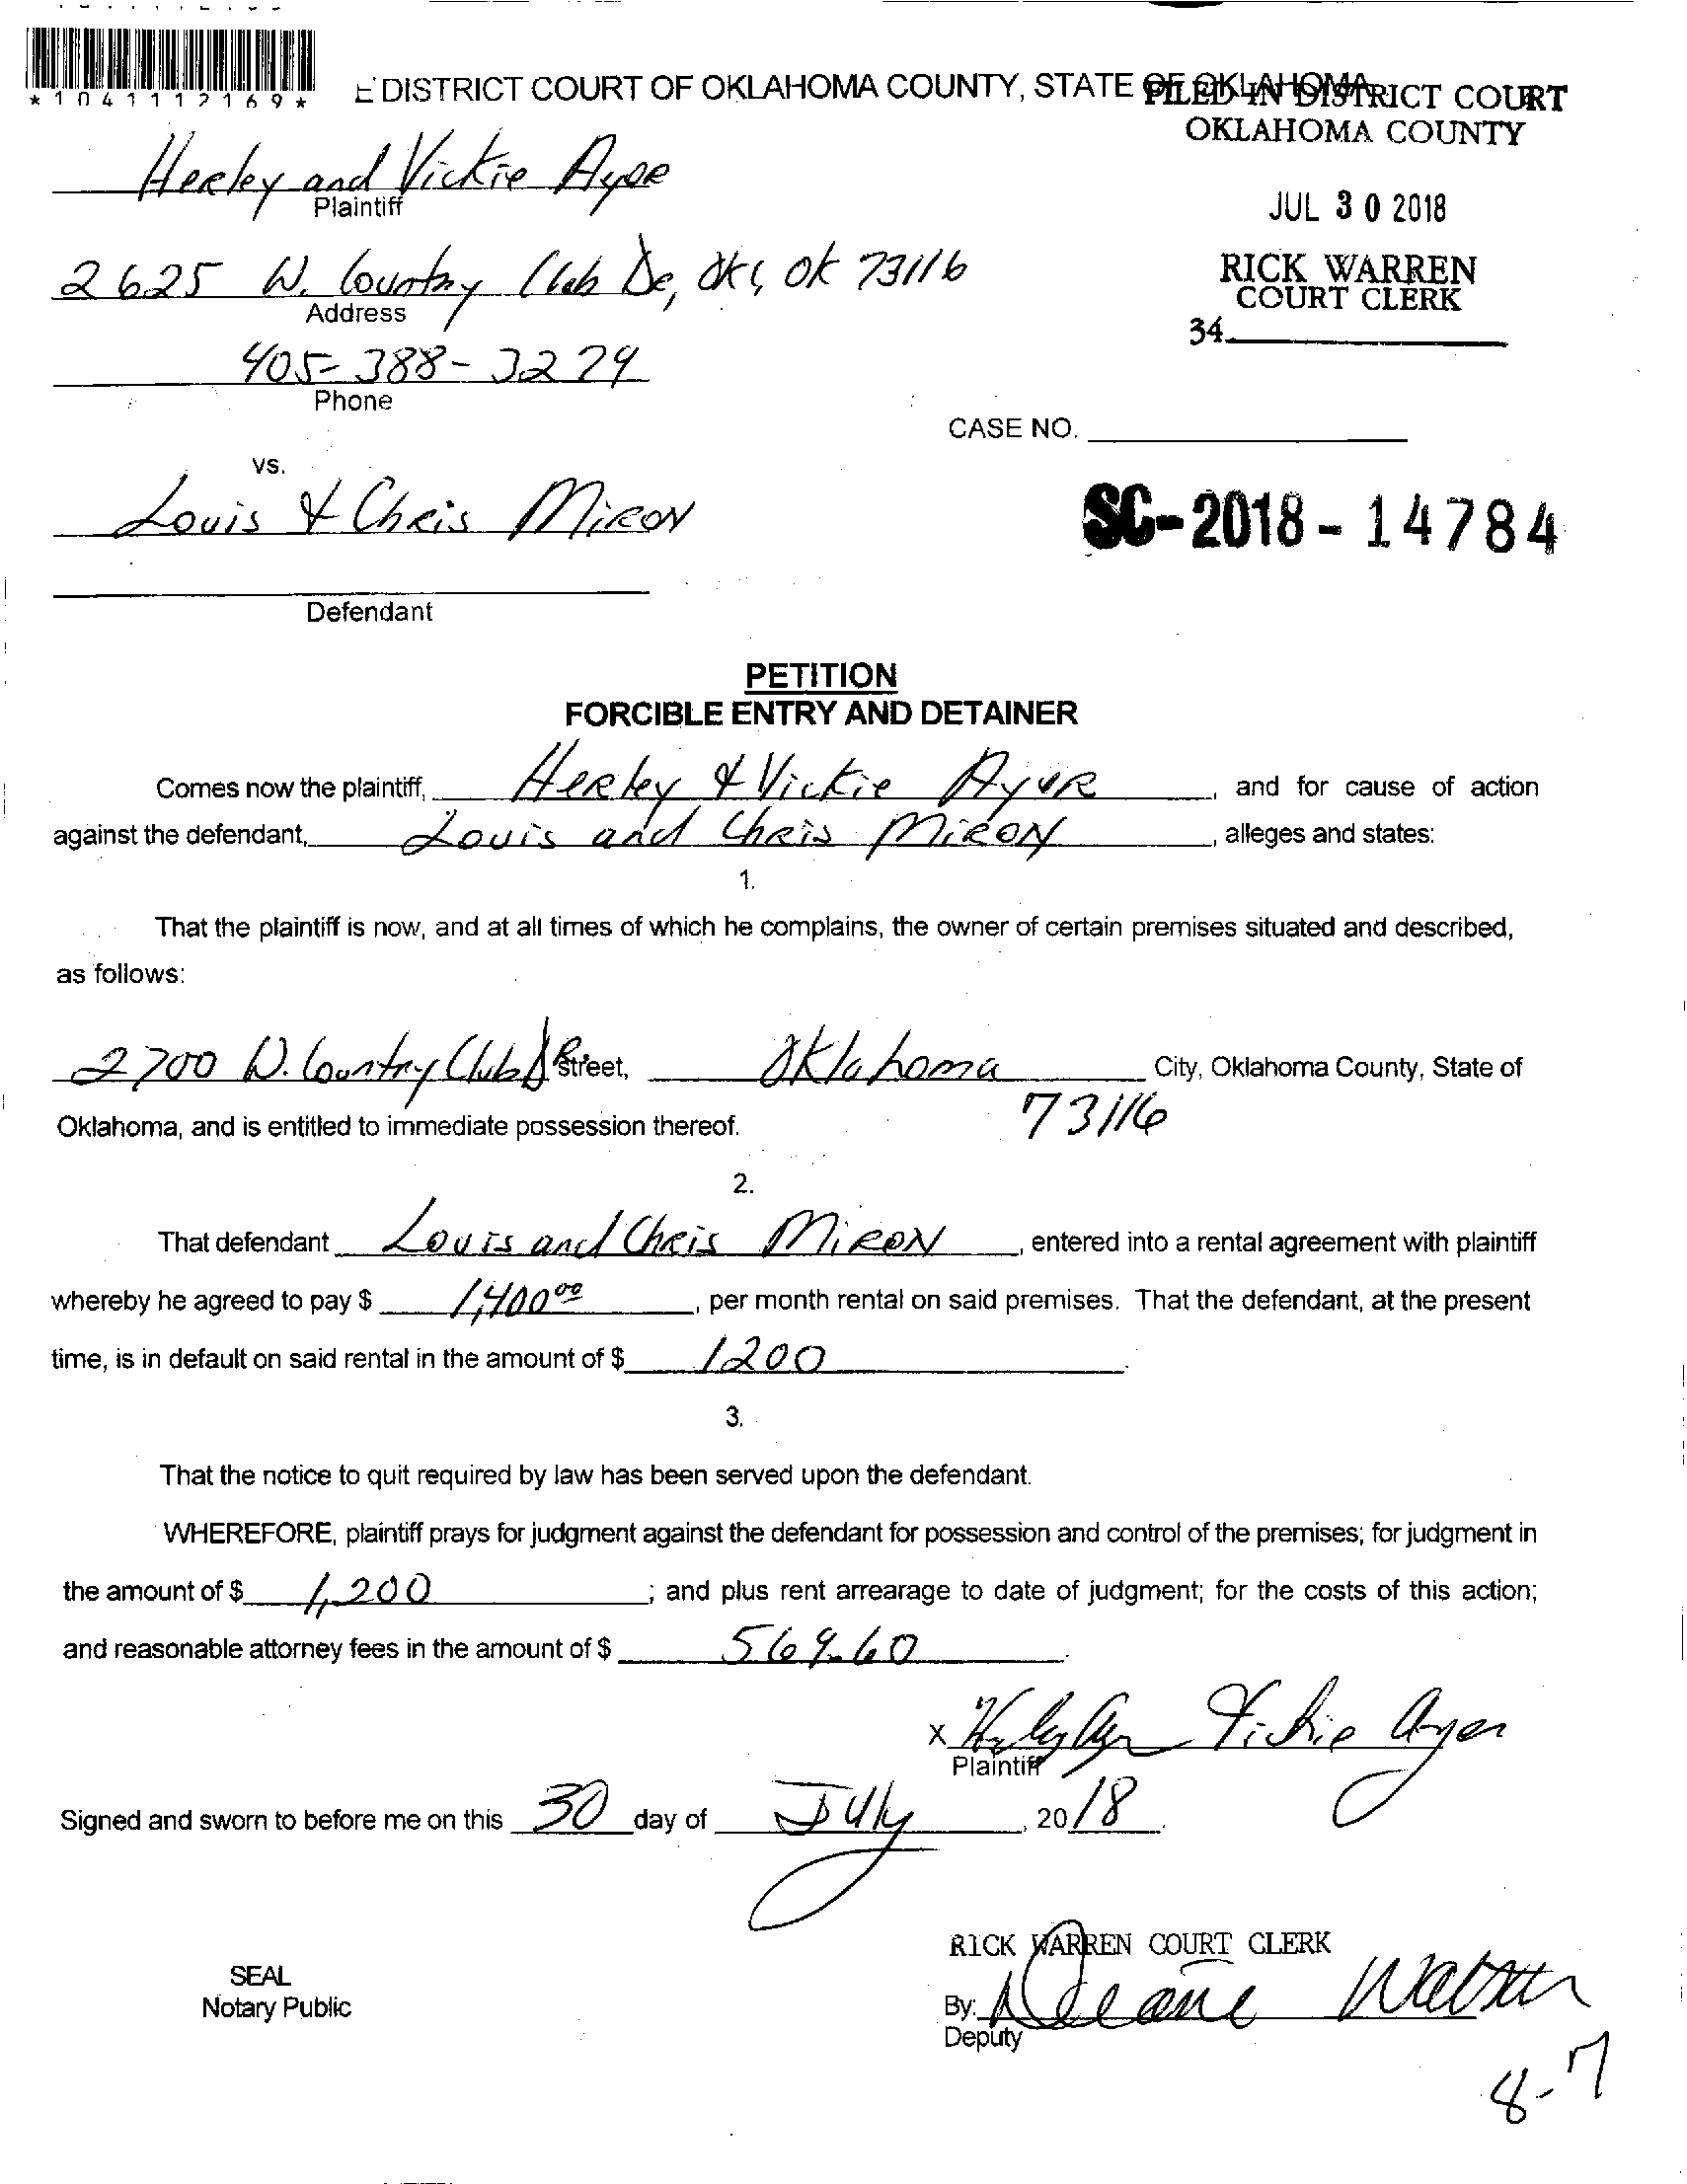 *1041112169*
E DISTRICT COURT OF OKLAHOMA COUNTY, STATE OF OKLAHOMA
FILED IN DISTRICT COURT
OKLAHOMA COUNTY
JUL 30 2018
RICK WARREN
COURT CLERK
34
and Vickie
Plaintiff
2625 W. Country Club DR, OKC, OK 73116
Address
405-388-3279
Phone
CASE NO.
vs.
Louis & Chris Miron
SC-2018-14784
Defendant
PETITION
FORCIBLE ENTRY AND DETAINER
Comes now the plaintiff, & Vickie, and for cause of action
against the defendant, Louis and Chris Miron, alleges and states:
1.
That the plaintiff is now, and at all times of which he complains, the owner of certain premises situated and described,
as follows:
2700 W. Country Club DR Street, Oklahoma City, Oklahoma County, State of
Oklahoma, and is entitled to immediate possession thereof. 73116
2.
That defendant Louis and Chris Miron, entered into a rental agreement with plaintiff
whereby he agreed to pay $ 1,400.00, per month rental on said premises. That the defendant, at the present
time, is in default on said rental in the amount of $ 1200.
3.
That the notice to quit required by law has been served upon the defendant.
WHEREFORE, plaintiff prays for judgment against the defendant for possession and control of the premises; for judgment in
the amount of $ 1,200; and plus rent arrearage to date of judgment; for the costs of this action;
and reasonable attorney fees in the amount of $ 569.60.
x Vickie Ayer
Plaintiff
Signed and sworn to before me on this 30 day of July, 2018.
RICK WARREN COURT CLERK
SEAL
Notary Public
By:
Deputy
8-7